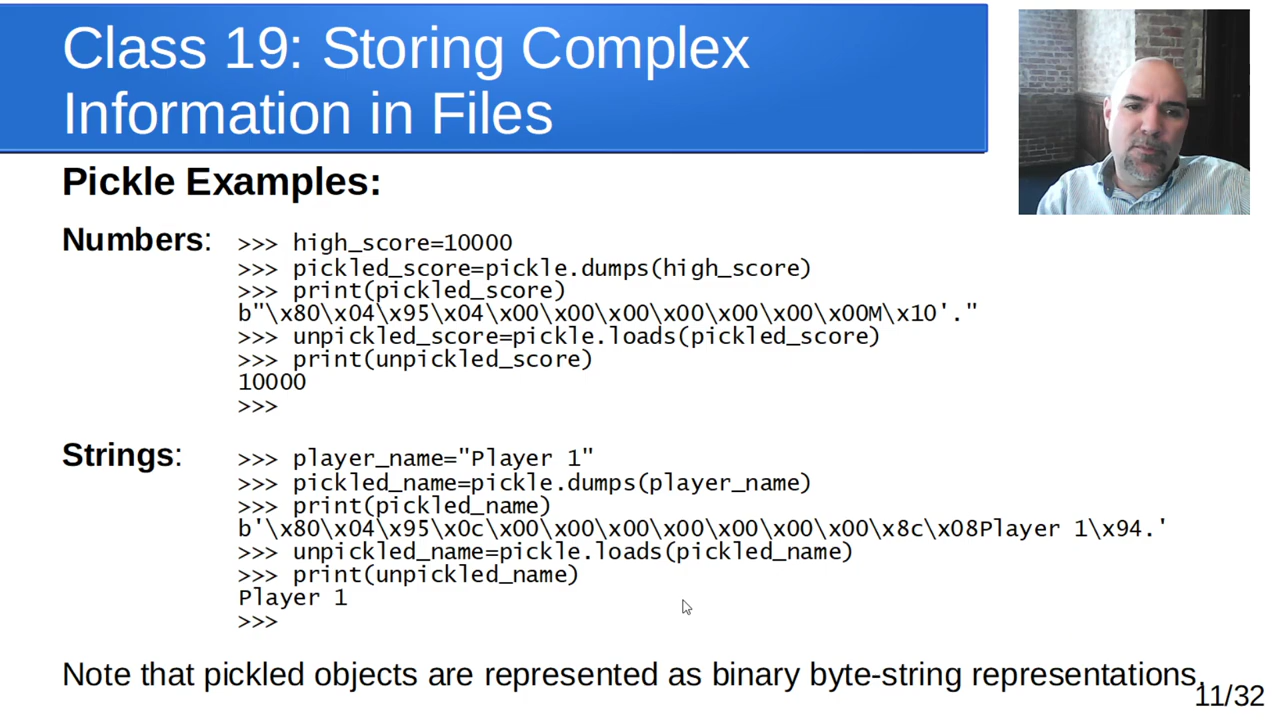 Class 19: Storing Complex
Information in Files
Pickle Examples:
Numbers: >>> high_score=10000
>>> pickled_score=pickle.dumps(high_score)
>>> print(pickled_score)
b"\x80\x04\x95\x04\x00\x00\x00\x00\x00\x00\x00M\x10'."
>>> unpickled_score=pickle.loads(pickled_score)
>>> print(unpickled_score)
10000
>>>
Strings: >>> player_name="Player 1"
>>> pickled_name=pickle.dumps(player_name)
>>> print(pickled_name)
b'\x80\x04\x95\x0c\x00\x00\x00\x00\x00\x00\x00\x8c\x08Player 1\x94.'
>>> unpickled_name=pickle.loads(pickled_name)
>>> print(unpickled_name)
Player 1
>>>
Note that pickled objects are represented as binary byte-string representations.
11/32